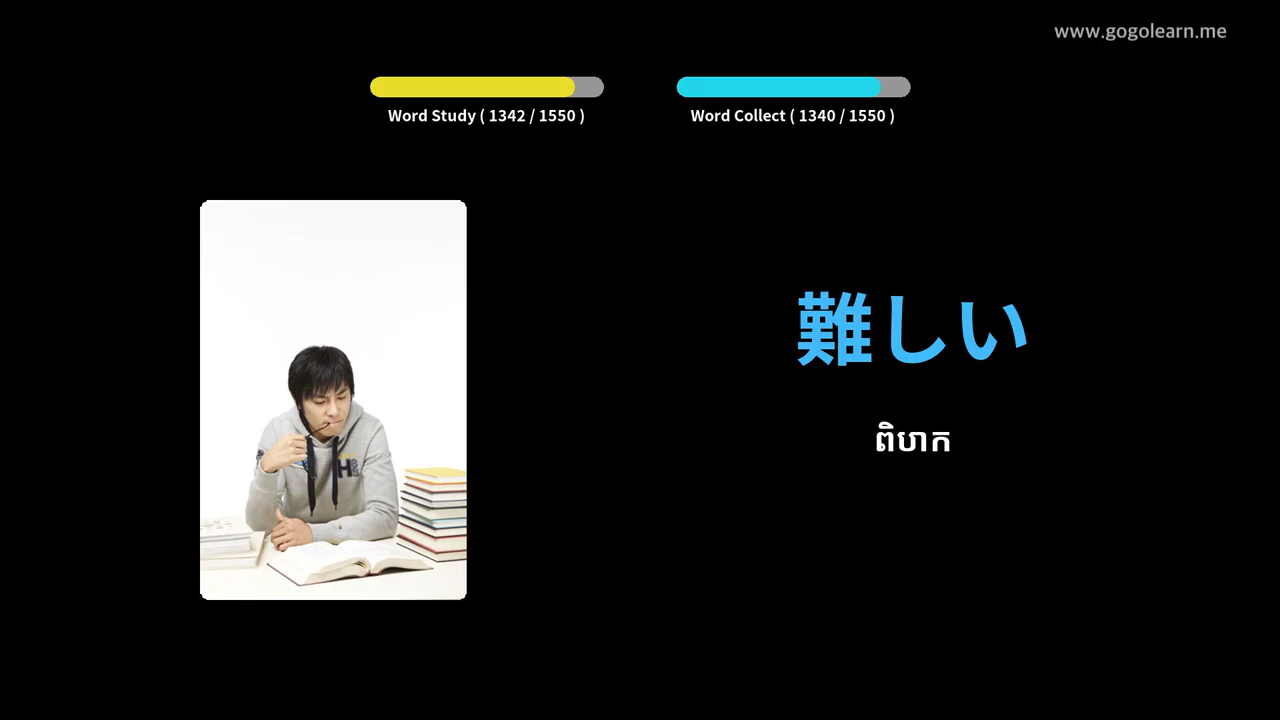 www.gogolearn.me
Word Study ( 1342 / 1550 )
Word Collect ( 1340 / 1550 )
難しい
ពិបាក